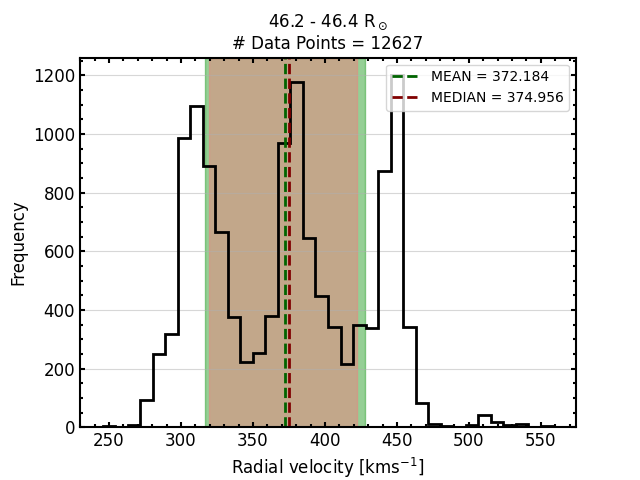 46.2 - 46.4 R⊙
# Data Points = 12627
MEAN = 372.184
MEDIAN = 374.956
Frequency
1200
1000
800
600
400
200
0
250 300 350 400 450 500 550
Radial velocity [kms⁻¹]